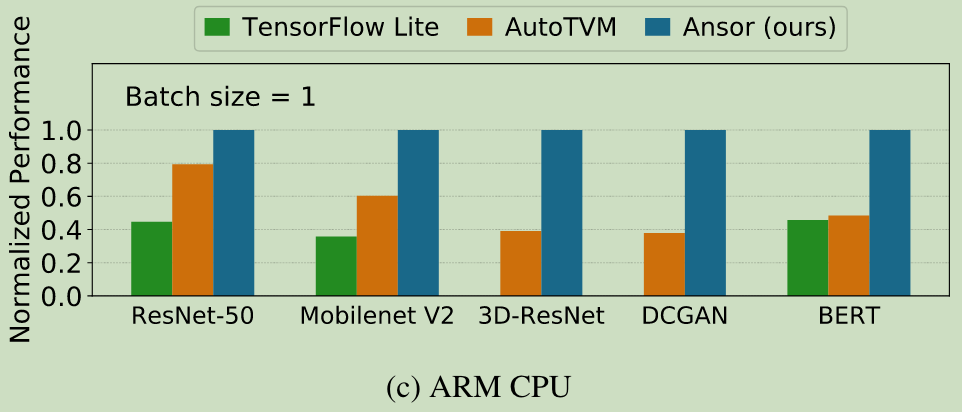 TensorFlow Lite AutoTVM Ansor (ours)
Normalized Performance
Batch size = 1
1.0
0.8
0.6
0.4
0.2
0.0
ResNet-50 Mobilenet V2 3D-ResNet DCGAN BERT
(c) ARM CPU